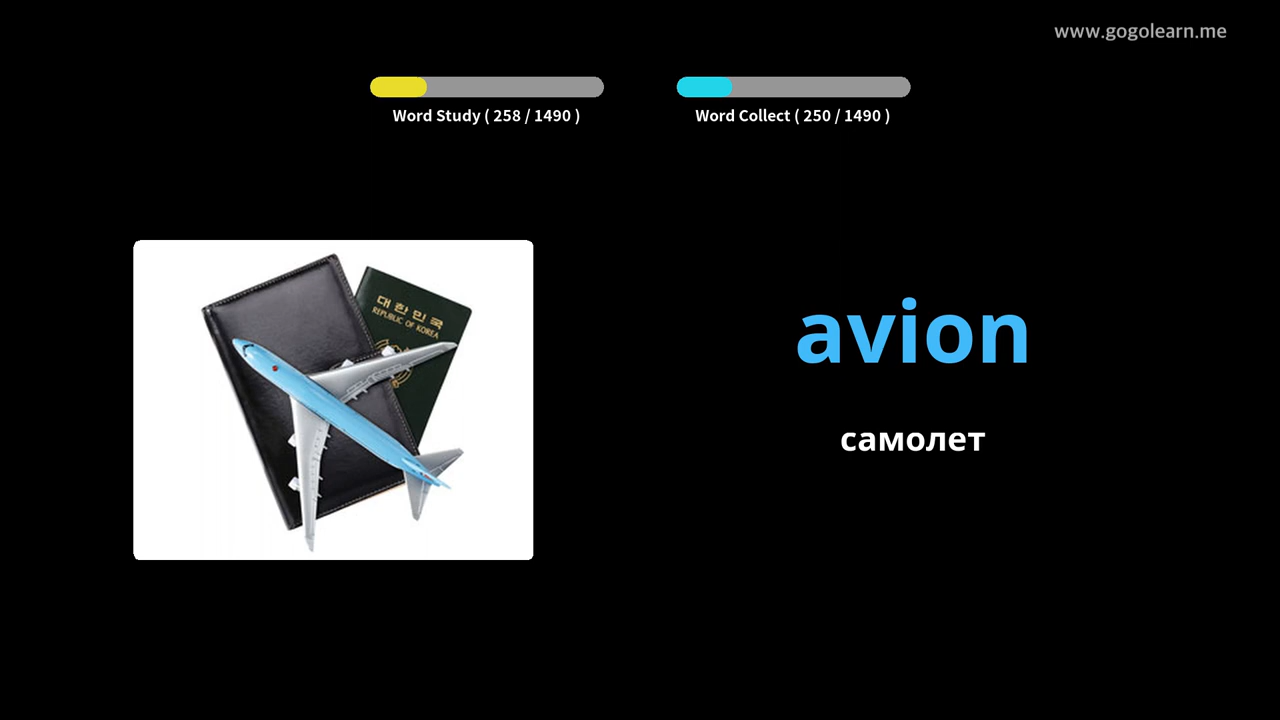 www.gogolearn.me
Word Study ( 258 / 1490 )
Word Collect ( 250 / 1490 )
대한민국
REPUBLIC OF KOREA
avion
самолет